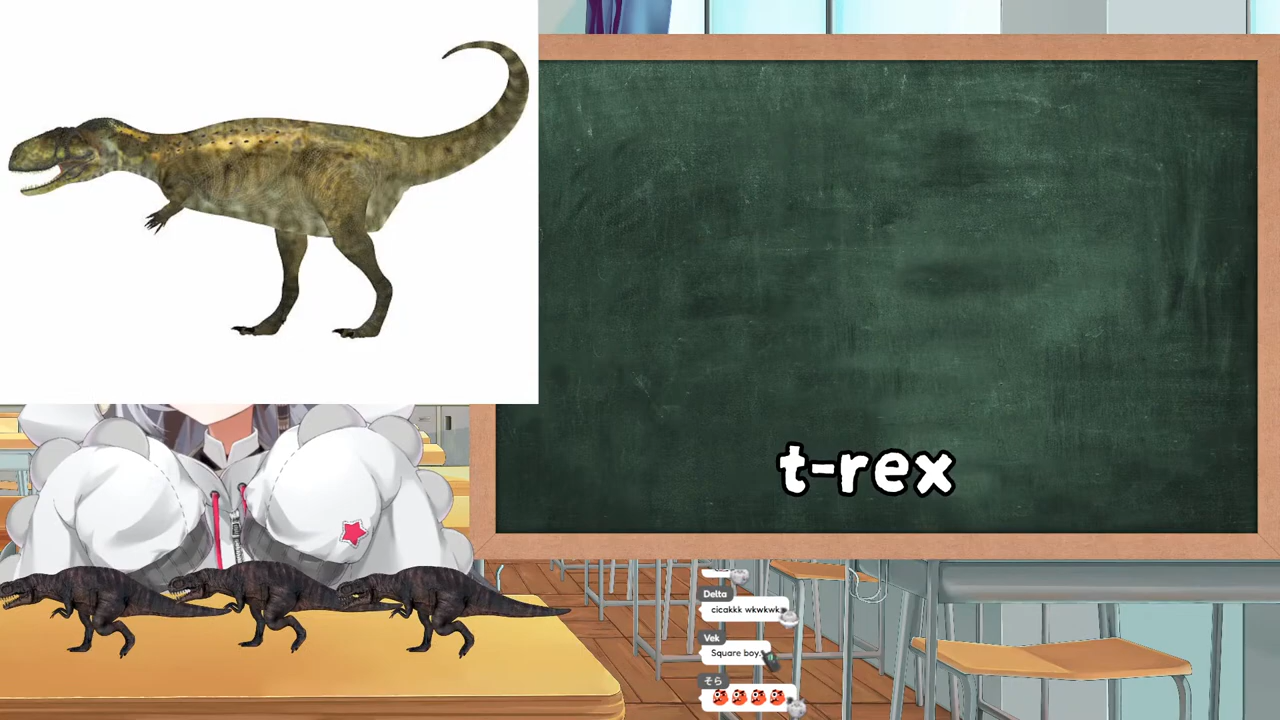 t-rex
Delta
cicakkk wkwkwk
Vek
Square boy.
そら